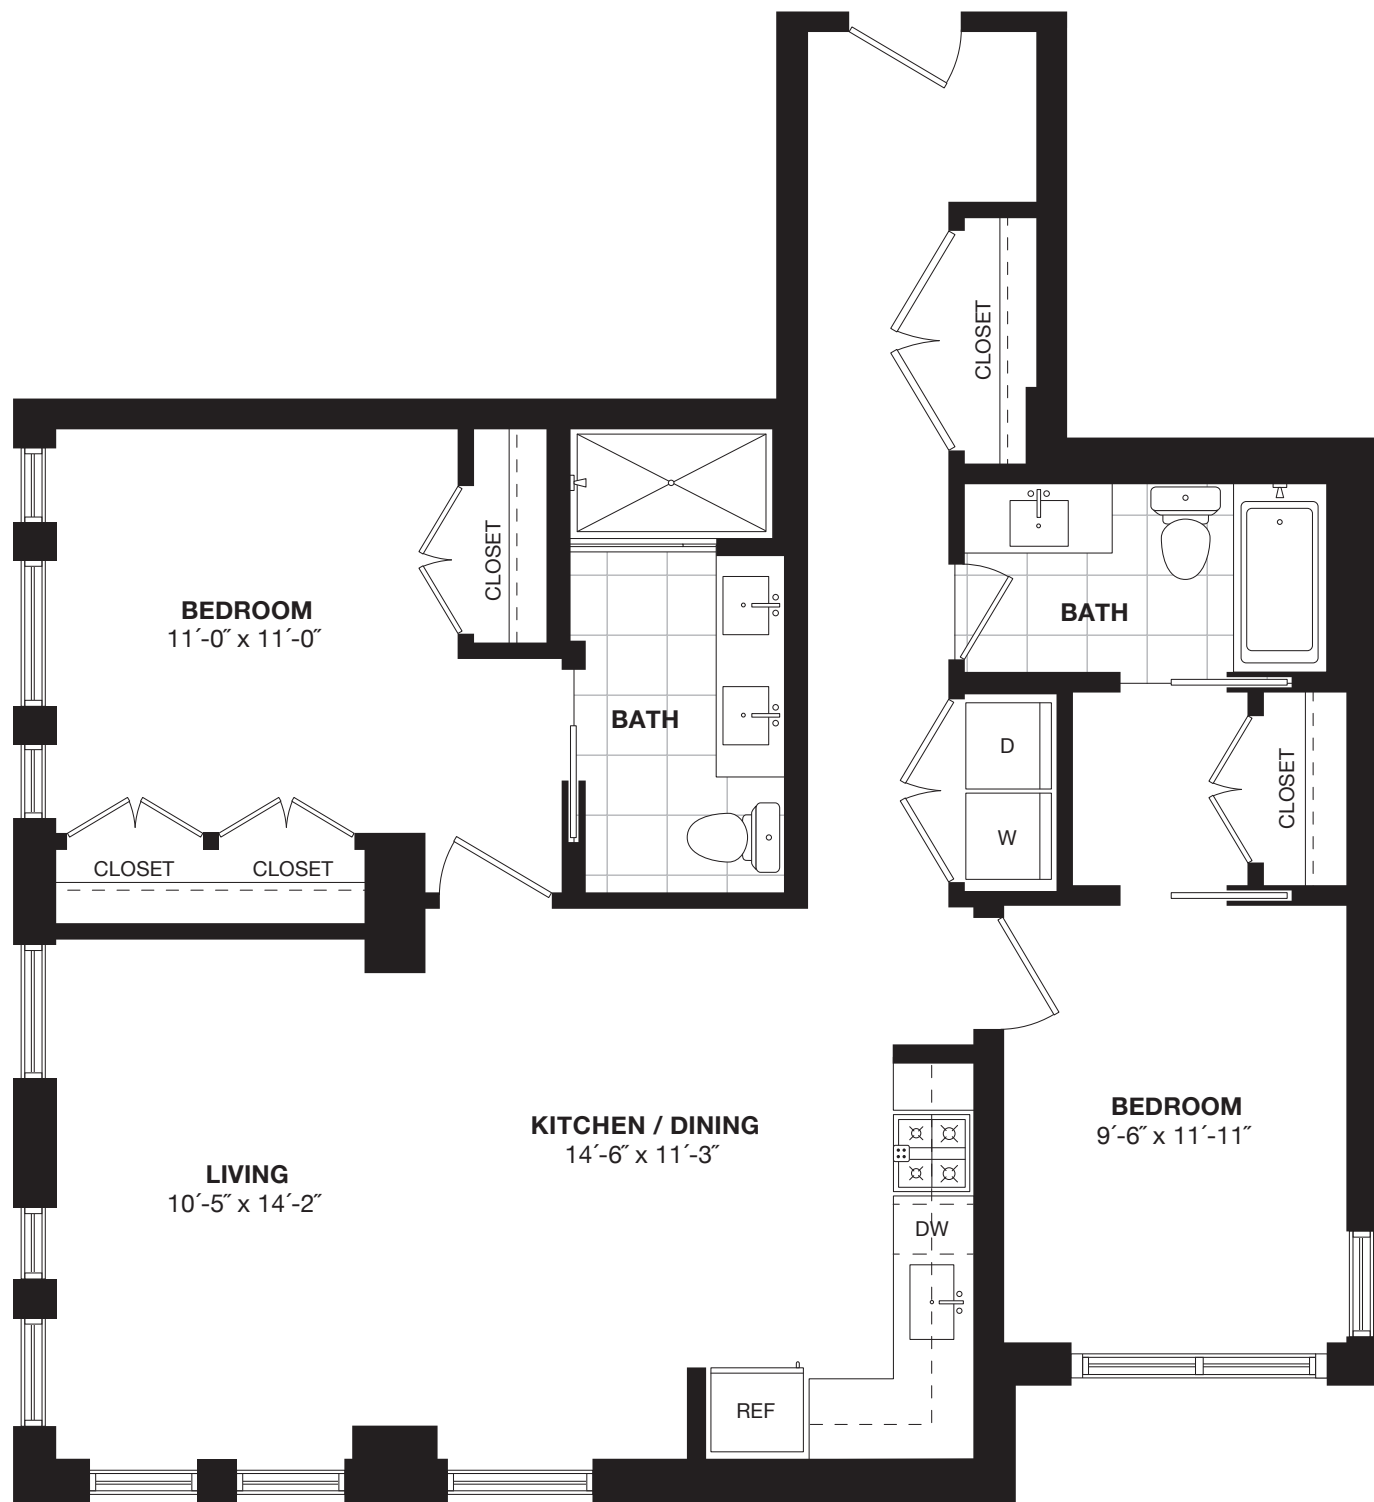 CLOSET
CLOSET
BEDROOM
11′-0″ x 11′-0″
BATH
BATH
D
W
CLOSET
CLOSET
CLOSET
KITCHEN / DINING
14′-6″ x 11′-3″
BEDROOM
9′-6″ x 11′-11″
LIVING
10′-5″ x 14′-2″
DW
REF